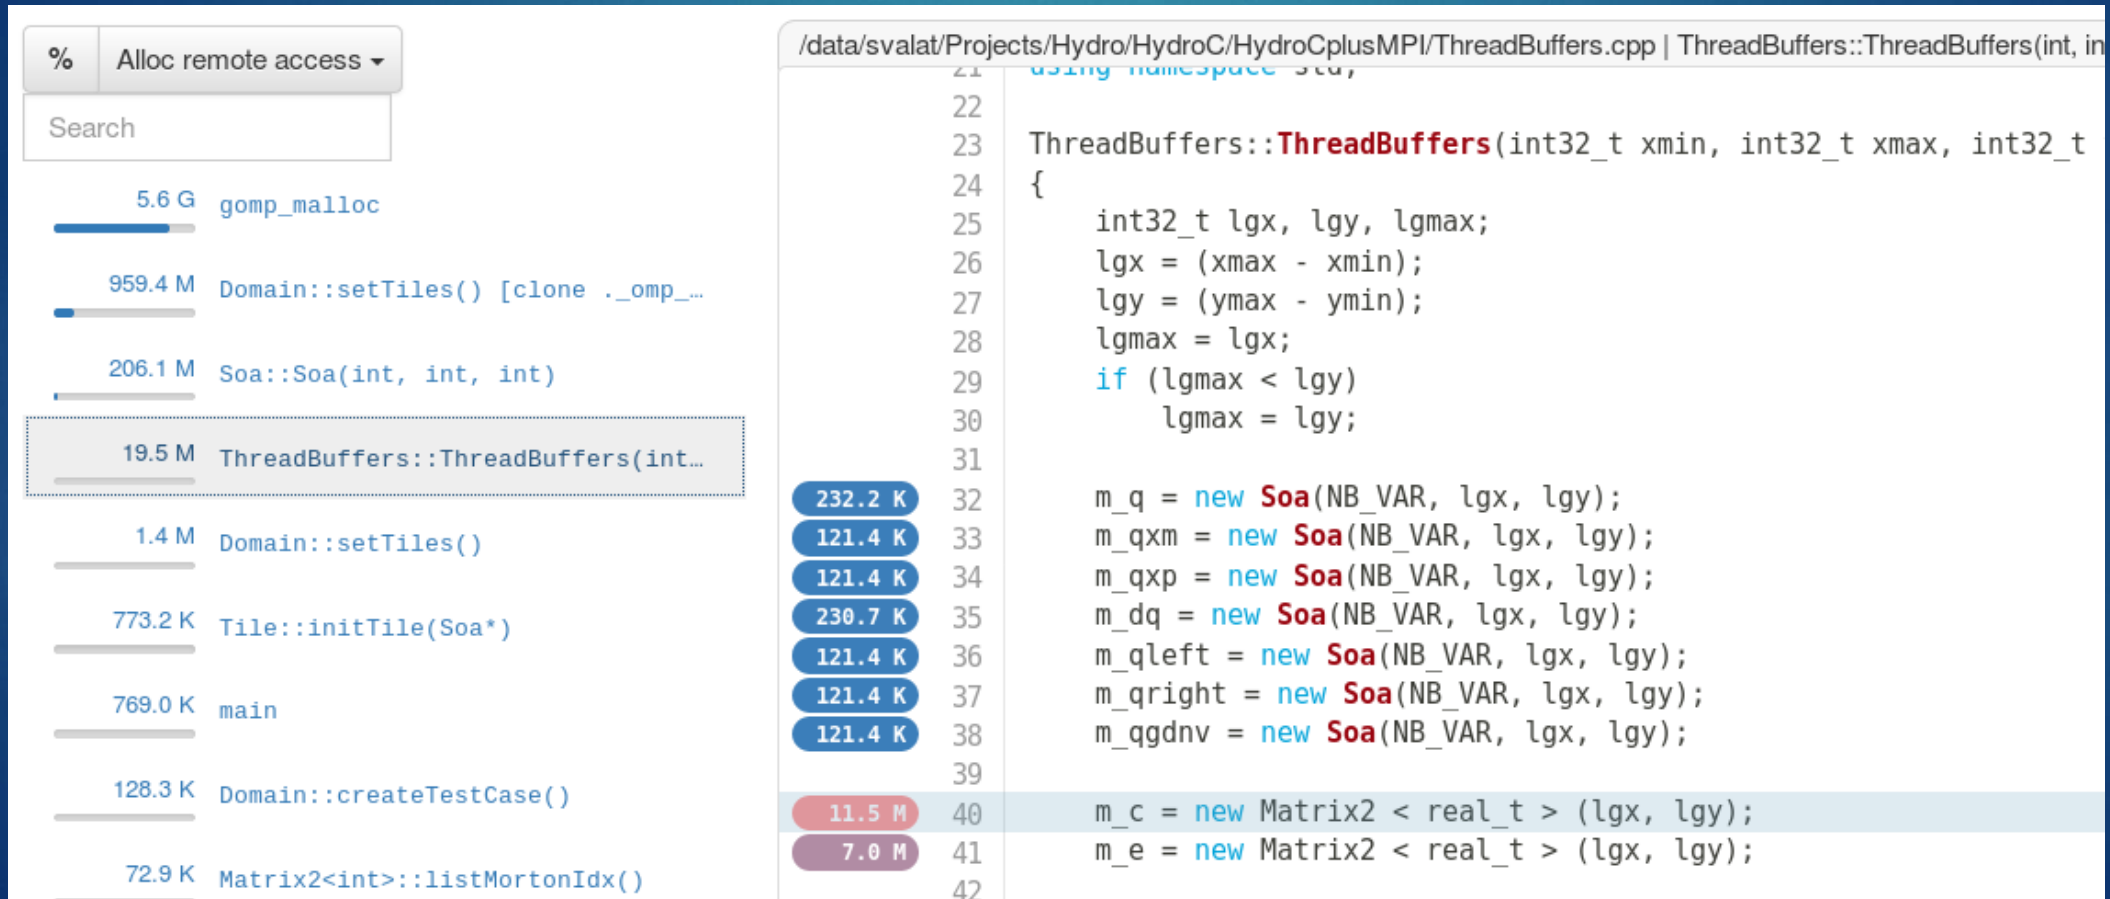 % Alloc remote access
Search
5.6 G gomp_malloc
959.4 M Domain::setTiles() [clone ._omp_…
206.1 M Soa::Soa(int, int, int)
19.5 M ThreadBuffers::ThreadBuffers(int…
1.4 M Domain::setTiles()
773.2 K Tile::initTile(Soa*)
769.0 K main
128.3 K Domain::createTestCase()
72.9 K Matrix2<int>::listMortonIdx()
/data/svalat/Projects/Hydro/HydroC/HydroCplusMPI/ThreadBuffers.cpp | ThreadBuffers::ThreadBuffers(int, in
21 using namespace std;
22
23 ThreadBuffers::ThreadBuffers(int32_t xmin, int32_t xmax, int32_t
24 {
25 int32_t lgx, lgy, lgmax;
26 lgx = (xmax - xmin);
27 lgy = (ymax - ymin);
28 lgmax = lgx;
29 if (lgmax < lgy)
30 lgmax = lgy;
31
232.2 K 32 m_q = new Soa(NB_VAR, lgx, lgy);
121.4 K 33 m_qxm = new Soa(NB_VAR, lgx, lgy);
121.4 K 34 m_qxp = new Soa(NB_VAR, lgx, lgy);
230.7 K 35 m_dq = new Soa(NB_VAR, lgx, lgy);
121.4 K 36 m_qleft = new Soa(NB_VAR, lgx, lgy);
121.4 K 37 m_qright = new Soa(NB_VAR, lgx, lgy);
121.4 K 38 m_qgdnv = new Soa(NB_VAR, lgx, lgy);
39
11.5 M 40 m_c = new Matrix2 < real_t > (lgx, lgy);
7.0 M 41 m_e = new Matrix2 < real_t > (lgx, lgy);
42